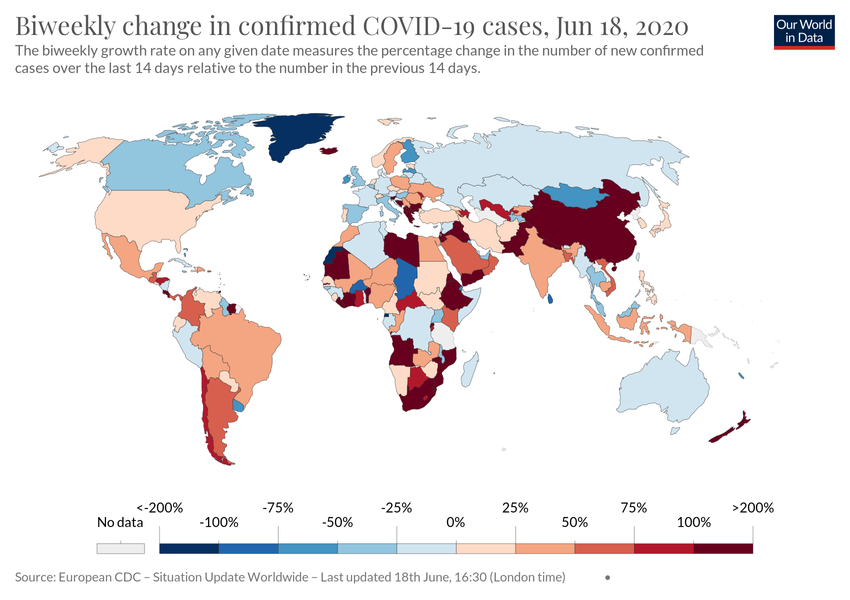 Biweekly change in confirmed COVID-19 cases, Jun 18, 2020
Our World
in Data
The biweekly growth rate on any given date measures the percentage change in the number of new confirmed
cases over the last 14 days relative to the number in the previous 14 days.
<-200% -75% -25% 25% 75% >200%
No data -100% -50% 0% 50% 100%
Source: European CDC – Situation Update Worldwide – Last updated 18th June, 16:30 (London time)